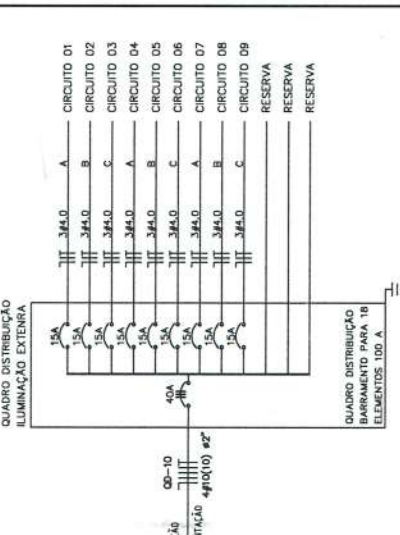 QUADRO DISTRIBUIÇÃO
ILUMINAÇÃO EXTENRA
15A
3#4.0
A
CIRCUITO 01
15A
3#4.0
B
CIRCUITO 02
15A
3#4.0
C
CIRCUITO 03
15A
3#4.0
A
CIRCUITO 04
15A
3#4.0
B
CIRCUITO 05
15A
3#4.0
C
CIRCUITO 06
15A
3#4.0
A
CIRCUITO 07
15A
3#4.0
B
CIRCUITO 08
15A
3#4.0
C
CIRCUITO 09
RESERVA
RESERVA
RESERVA
40A
QD-10
4#10(10) ø2"
QUADRO DISTRIBUIÇÃO
BARRAMENTO PARA 18
ELEMENTOS 100 A